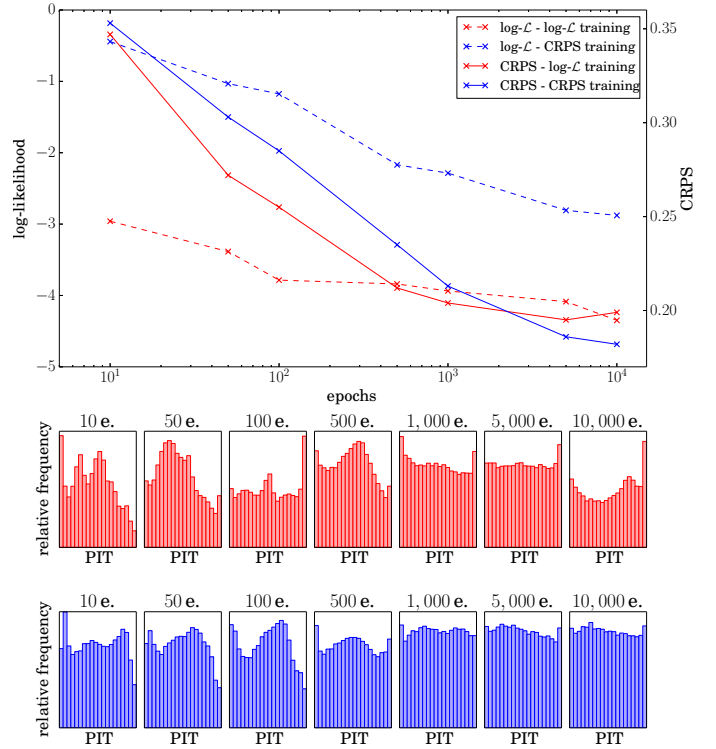 log-ℒ - log-ℒ training
log-ℒ - CRPS training
CRPS - log-ℒ training
CRPS - CRPS training
0
−1
−2
−3
−4
−5
log-likelihood
0.35
0.30
0.25
0.20
CRPS
10¹
10²
10³
10⁴
epochs
10 e.
50 e.
100 e.
500 e.
1,000 e.
5,000 e.
10,000 e.
relative frequency
PIT
PIT
PIT
PIT
PIT
PIT
PIT
10 e.
50 e.
100 e.
500 e.
1,000 e.
5,000 e.
10,000 e.
relative frequency
PIT
PIT
PIT
PIT
PIT
PIT
PIT